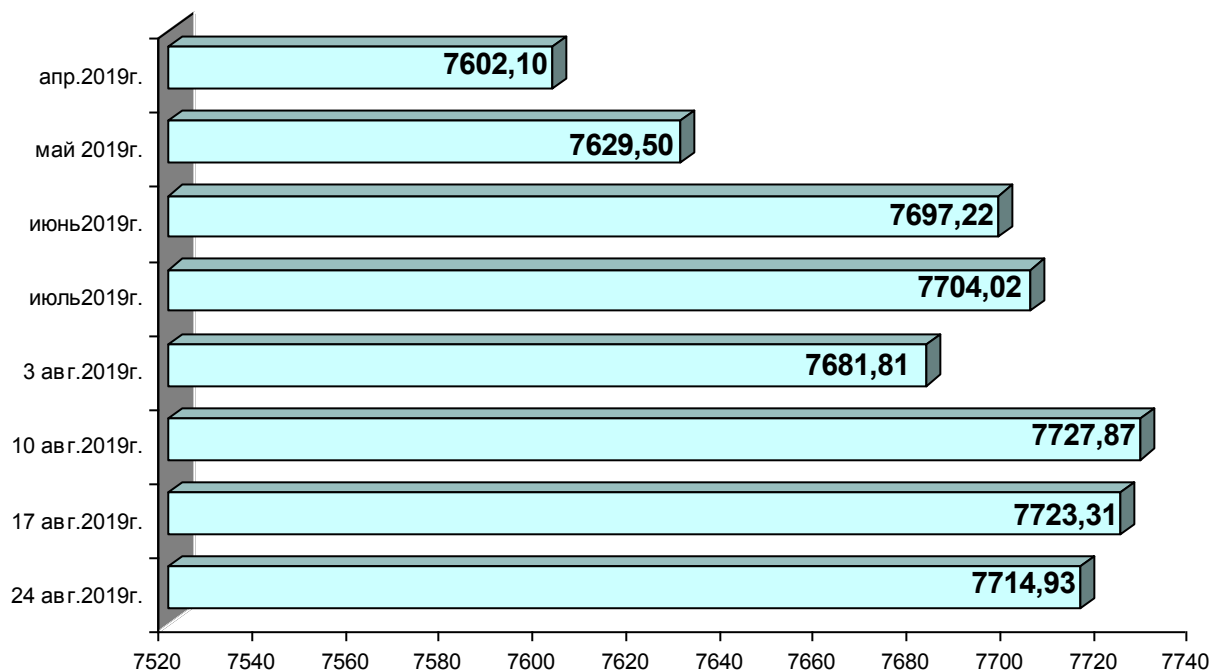 апр.2019г.
7602,10
май 2019г.
7629,50
июнь2019г.
7697,22
июль2019г.
7704,02
3 авг.2019г.
7681,81
10 авг.2019г.
7727,87
17 авг.2019г.
7723,31
24 авг.2019г.
7714,93
7520 7540 7560 7580 7600 7620 7640 7660 7680 7700 7720 7740